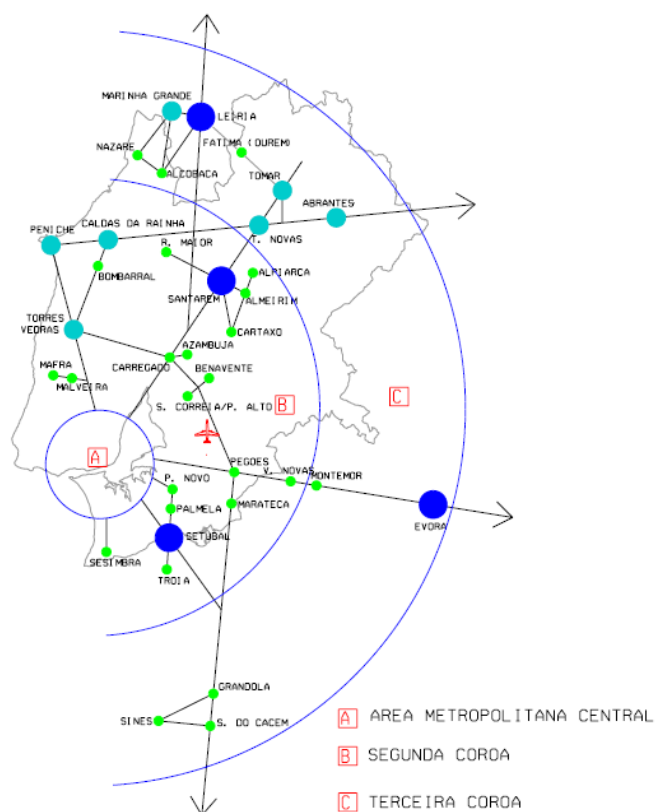 MARINHA GRANDE
LEIRIA
FATIMA (OUREM)
NAZARE
ALCOBACA
TOMAR
ABRANTES
CALDAS DA RAINHA
PENICHE
T. NOVAS
R. MAIOR
BOMBARRAL
ALPIARCA
SANTAREM
ALMEIRIM
TORRES
VEDRAS
CARTAXO
AZAMBUJA
CARREGADO
BENAVENTE
MAFRA
MALVEIRA
S. CORREIA/P. ALTO
B
C
A
PEGOES
V. NOVAS
MONTEMOR
P. NOVO
PALMELA
MARATECA
EVORA
SETUBAL
SESIMBRA
TROIA
GRANDOLA
SINES
S. DO CACEM
A AREA METROPOLITANA CENTRAL
B SEGUNDA COROA
C TERCEIRA COROA